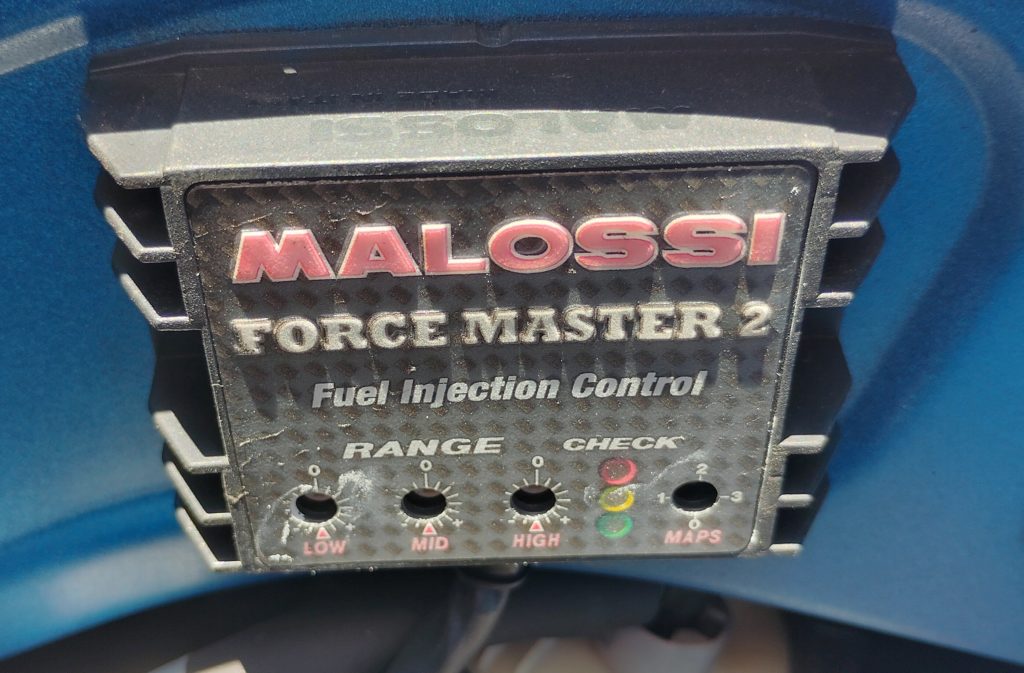 MALOSSI
FORCE MASTER 2
Fuel Injection Control
RANGE CHECK
0 0 0 2
1 3
- + - + - + 0
LOW MID HIGH MAPS